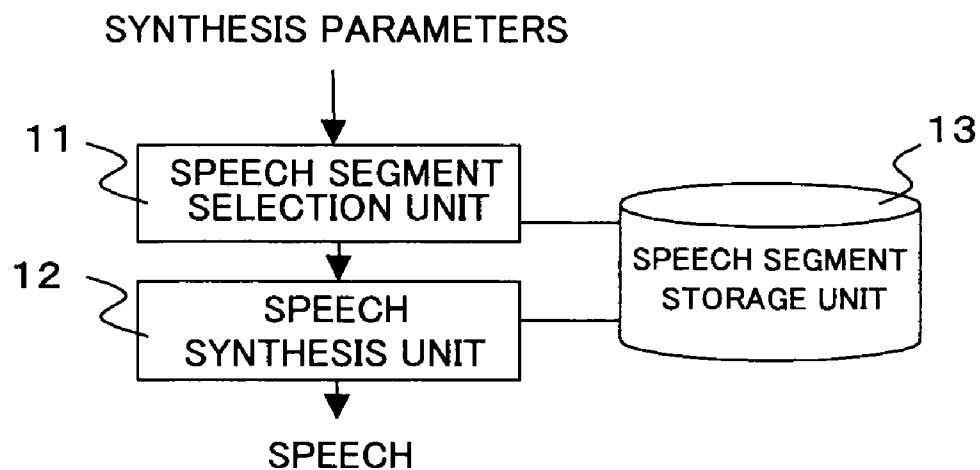 SYNTHESIS PARAMETERS
11
SPEECH SEGMENT
SELECTION UNIT
13
SPEECH SEGMENT
STORAGE UNIT
12
SPEECH
SYNTHESIS UNIT
SPEECH